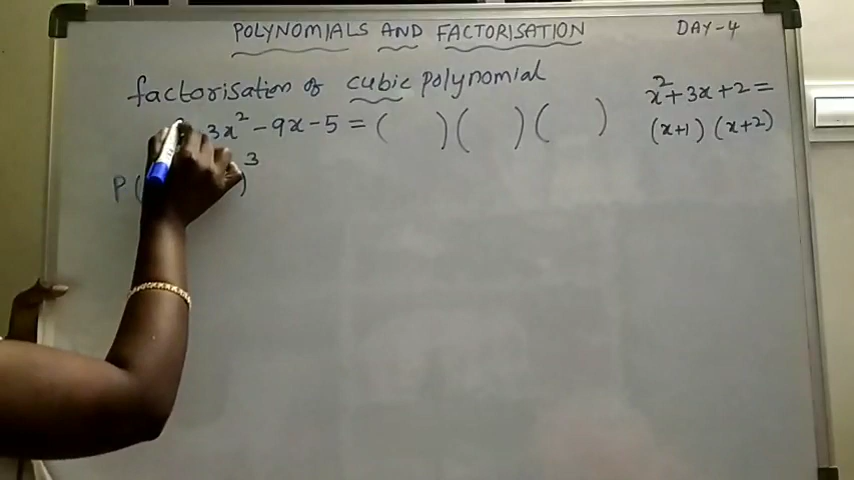 POLYNOMIALS AND FACTORISATION
DAY-4
factorisation of cubic polynomial
3x² - 9x - 5 = ( ) ( ) ( )
x² + 3x + 2 =
(x+1) (x+2)
P( )³